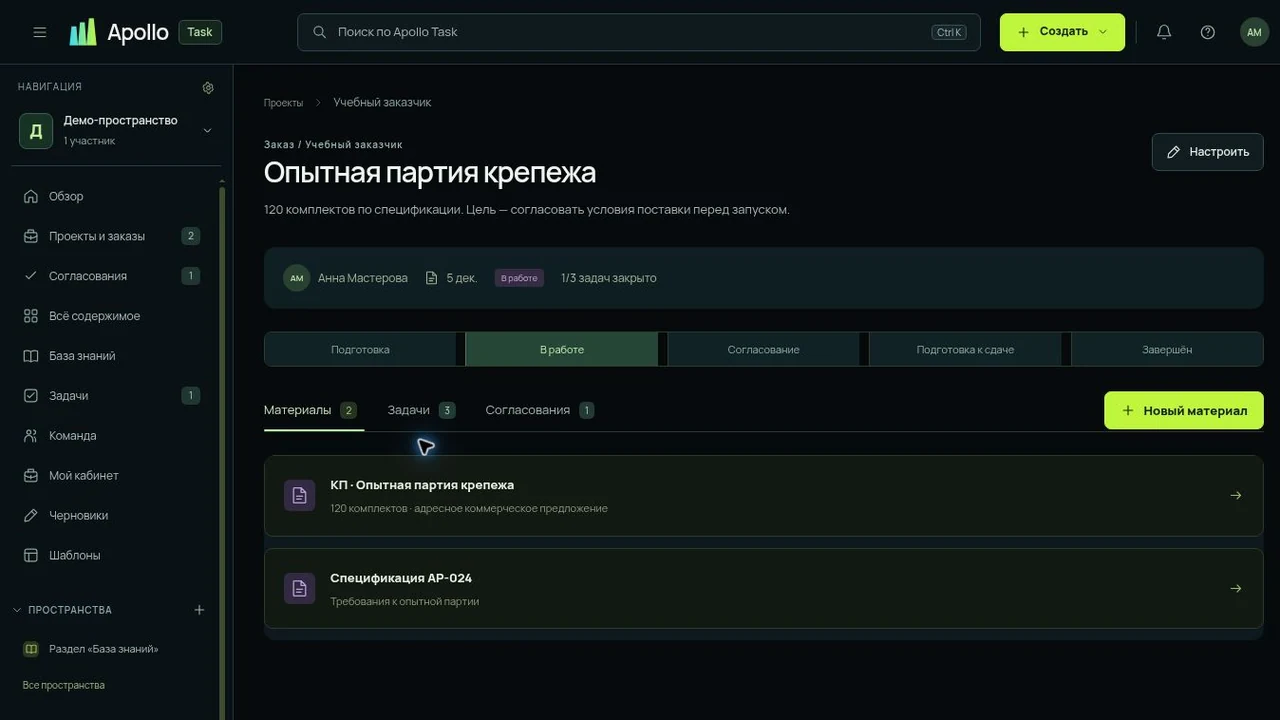 Apollo Task
Поиск по Apollo Task
Ctrl K
Создать
АМ
НАВИГАЦИЯ
Д
Демо-пространство
1 участник
Обзор
Проекты и заказы 2
Согласования 1
Всё содержимое
База знаний
Задачи 1
Команда
Мой кабинет
Черновики
Шаблоны
ПРОСТРАНСТВА
Раздел «База знаний»
Все пространства
Проекты
Учебный заказчик
Заказ / Учебный заказчик
Опытная партия крепежа
120 комплектов по спецификации. Цель — согласовать условия поставки перед запуском.
Настроить
АМ Анна Мастерова 5 дек. В работе 1/3 задач закрыто
Подготовка В работе Согласование Подготовка к сдаче Завершён
Материалы 2 Задачи 3 Согласования 1
Новый материал
КП · Опытная партия крепежа
120 комплектов · адресное коммерческое предложение
Спецификация АР-024
Требования к опытной партии